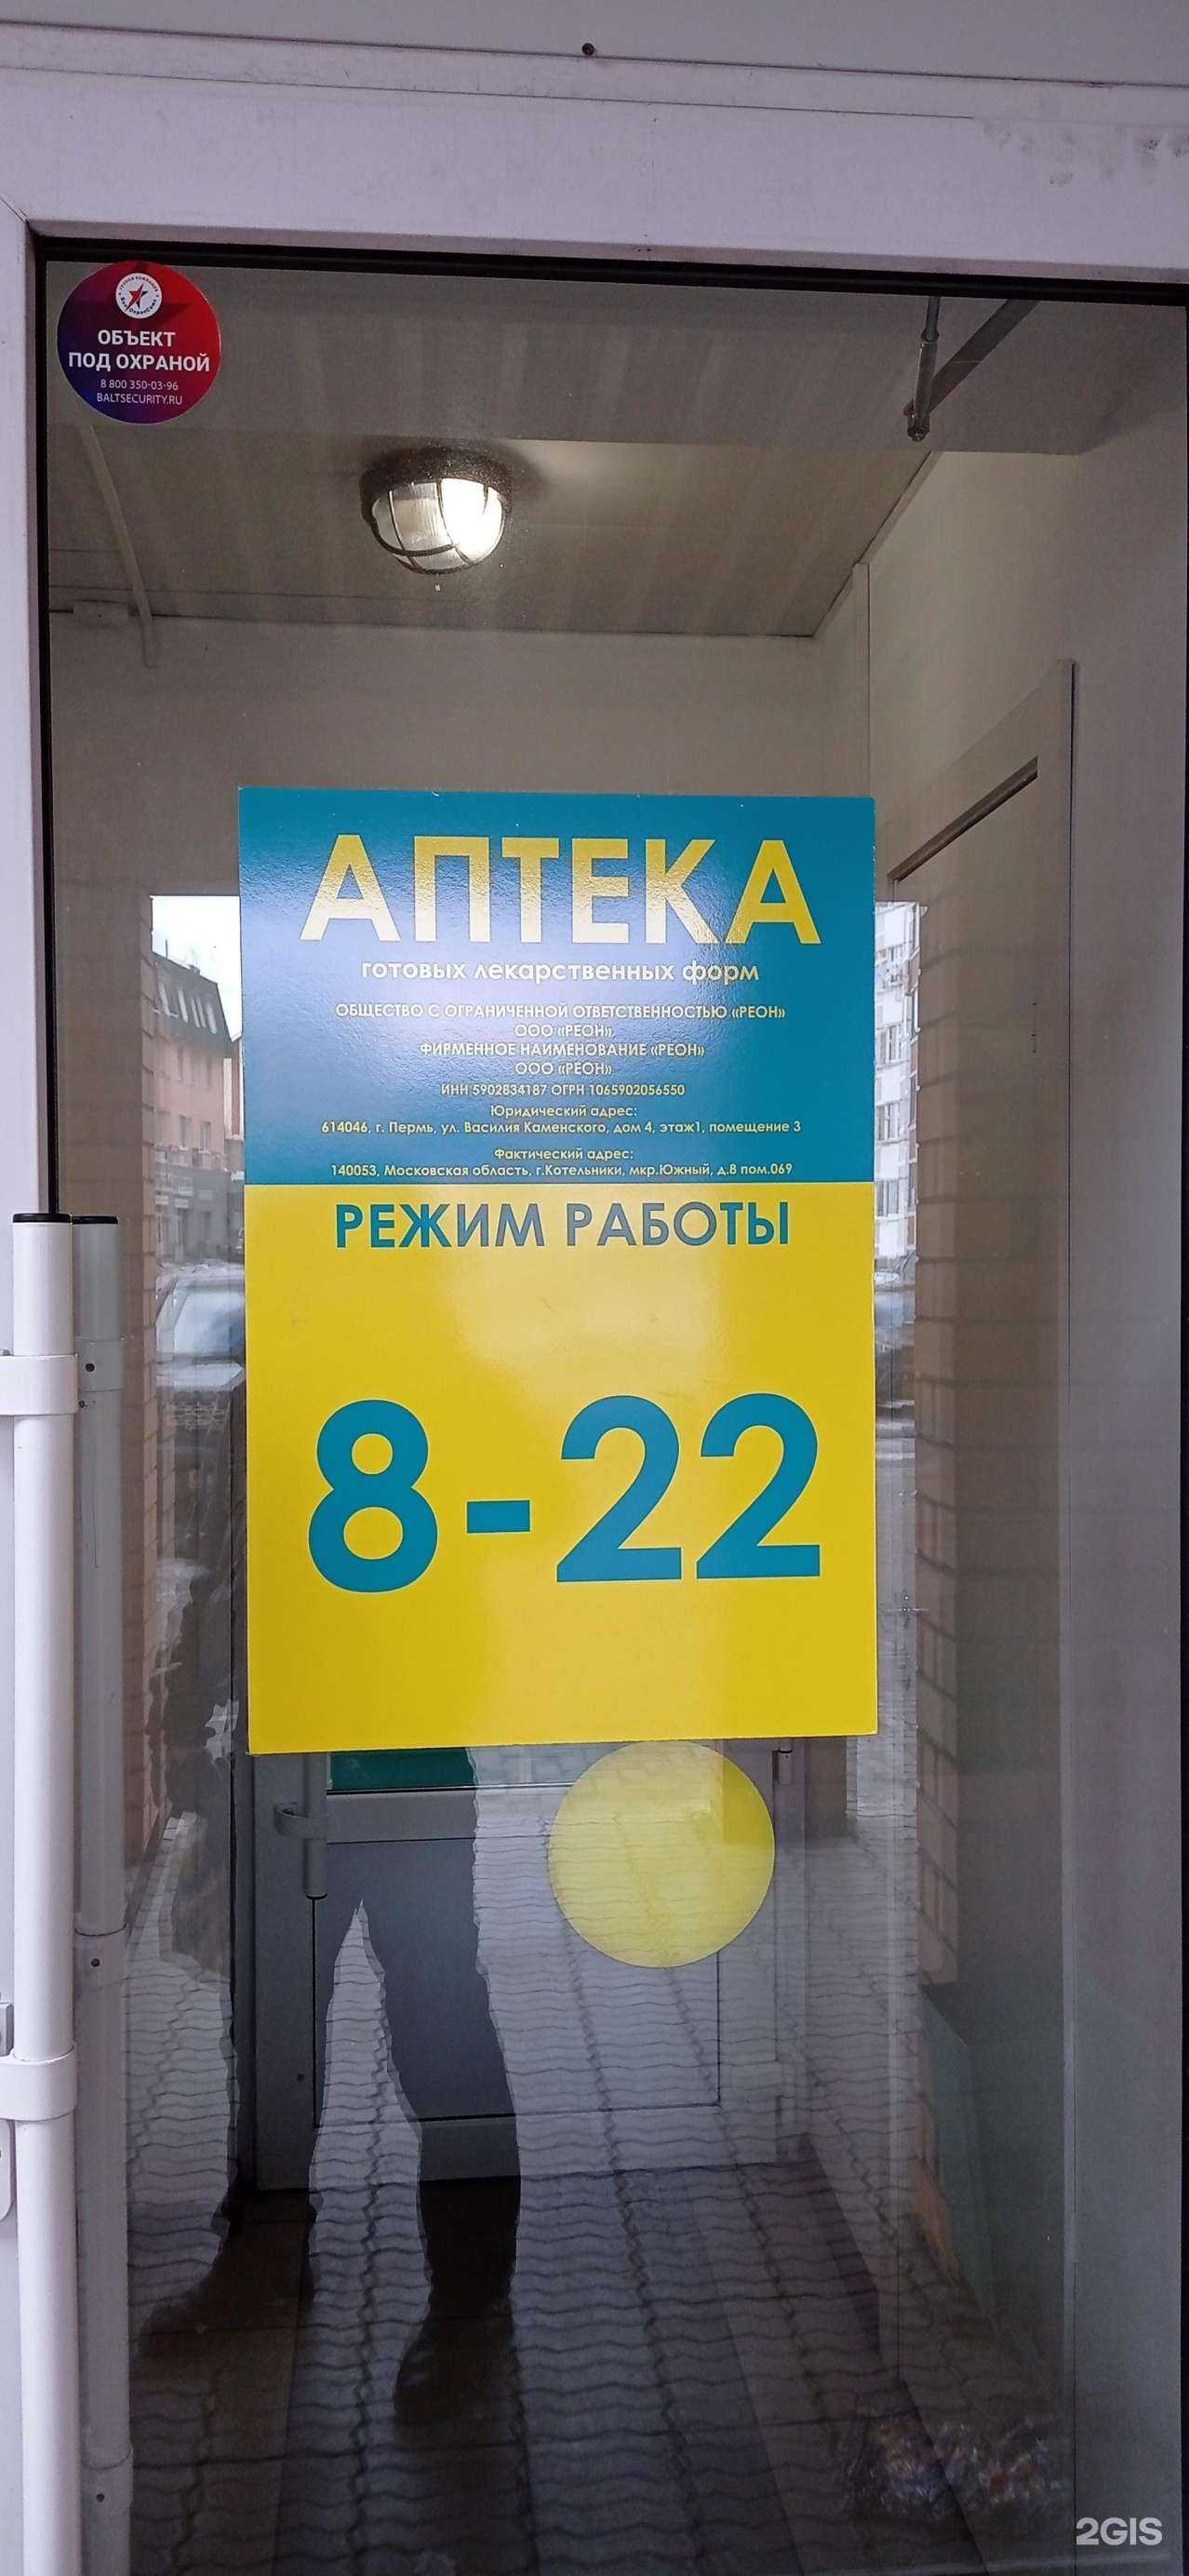 ОБЪЕКТ
ПОД ОХРАНОЙ
8 800 350-03-96
BALTSECURITY.RU
АПТЕКА
готовых лекарственных форм
ОБЩЕСТВО С ОГРАНИЧЕННОЙ ОТВЕТСТВЕННОСТЬЮ «РЕОН»
ООО «РЕОН»,
ФИРМЕННОЕ НАИМЕНОВАНИЕ «РЕОН»
ООО «РЕОН»,
ИНН 5902834187 ОГРН 1065902056550
Юридический адрес:
614046, г. Пермь, ул. Василия Каменского, дом 4, этаж1, помещение 3
Фактический адрес:
140053, Московская область, г.Котельники, мкр.Южный, д.8 пом.069
РЕЖИМ РАБОТЫ
8-22
2GIS